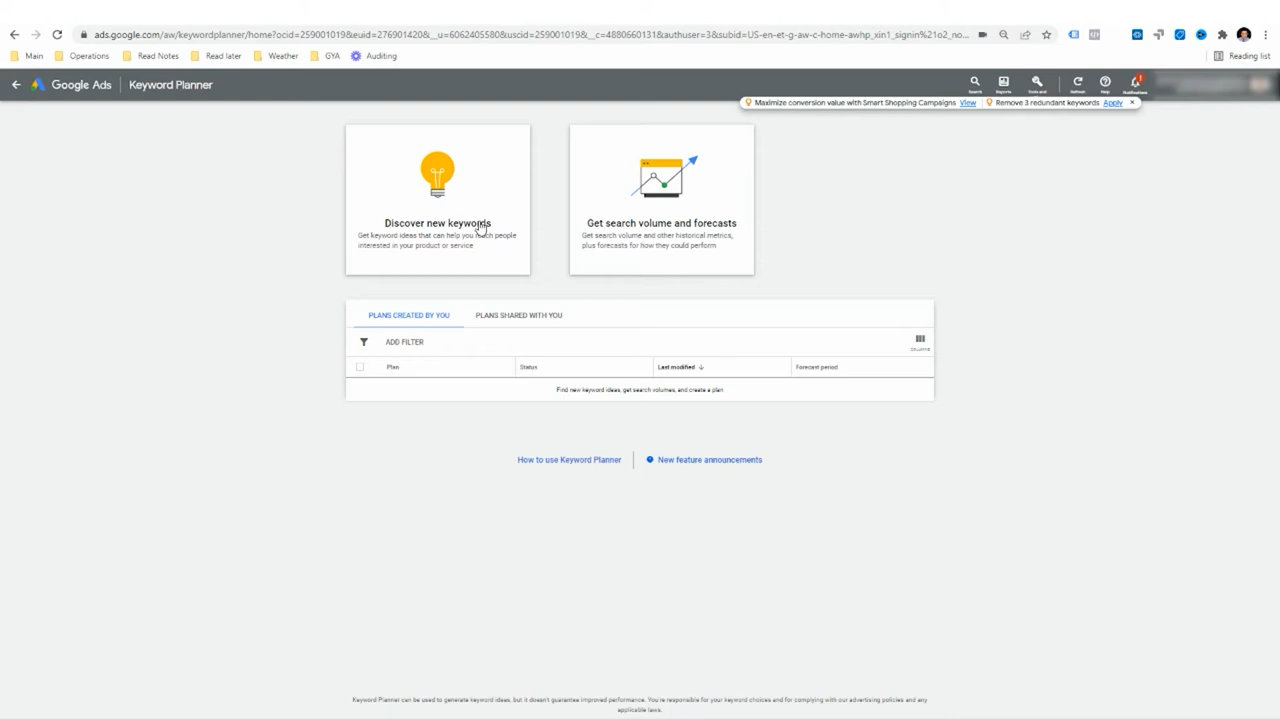 ads.google.com/aw/keywordplanner/home?ocid=259001019&euid=276901420&__u=6062405580&uscid=259001019&__c=4880660131&authuser=3&subid=US-en-et-g-aw-c-home-awhp_xin1_signin%21o2_no...
Main Operations Read Notes Read later Weather GYA Auditing Reading list
Google Ads Keyword Planner
Search Reports Tools and Refresh Help Notifications
Maximize conversion value with Smart Shopping Campaigns View Remove 3 redundant keywords Apply
Discover new keywords
Get keyword ideas that can help you reach people
interested in your product or service
Get search volume and forecasts
Get search volume and other historical metrics,
plus forecasts for how they could perform
PLANS CREATED BY YOU PLANS SHARED WITH YOU
ADD FILTER
Plan Status Last modified Forecast period
Find new keyword ideas, get search volumes, and create a plan
How to use Keyword Planner New feature announcements
Keyword Planner can be used to generate keyword ideas, but it doesn't guarantee improved performance. You're responsible for your keyword choices and for complying with our advertising policies and any
applicable laws.